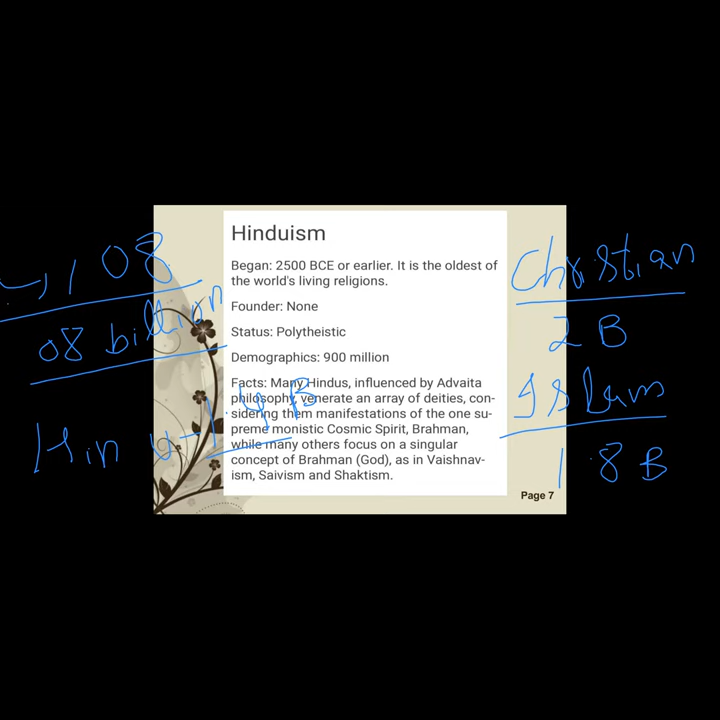 Hinduism
Began: 2500 BCE or earlier. It is the oldest of
the world's living religions.
Founder: None
Status: Polytheistic
Demographics: 900 million
Facts: Many Hindus, influenced by Advaita
philosophy, venerate an array of deities, con-
sidering them manifestations of the one su-
preme monistic Cosmic Spirit, Brahman,
while many others focus on a singular
concept of Brahman (God), as in Vaishnav-
ism, Saivism and Shaktism.
Page 7
08
08 billion
Hin
1.4 B
Christian
2 B
Islam
1.8 B